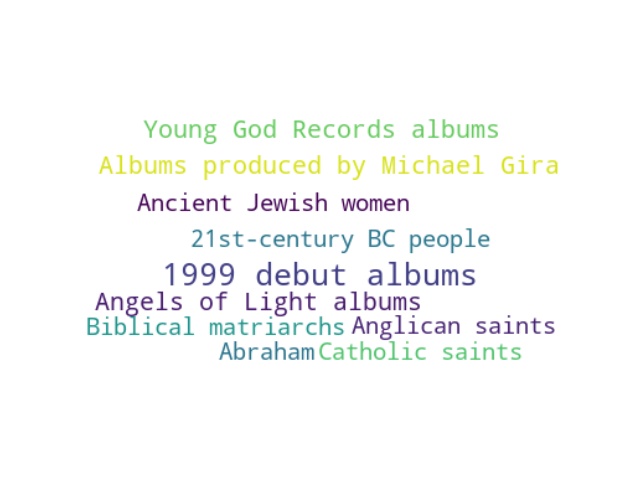 Young God Records albums
Albums produced by Michael Gira
Ancient Jewish women
21st-century BC people
1999 debut albums
Angels of Light albums
Biblical matriarchs Anglican saints
Abraham Catholic saints